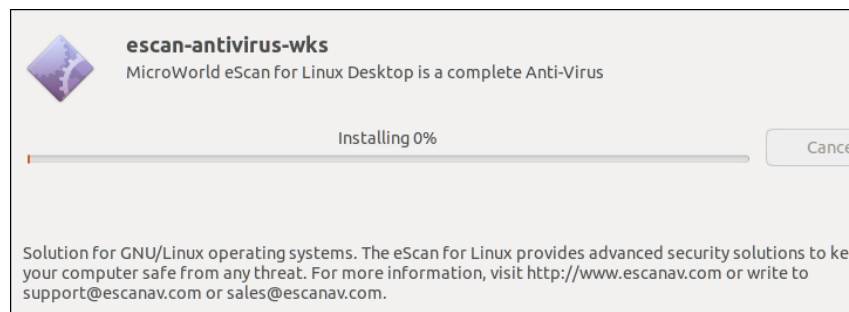 escan-antivirus-wks
MicroWorld eScan for Linux Desktop is a complete Anti-Virus
Installing 0%
Cance
Solution for GNU/Linux operating systems. The eScan for Linux provides advanced security solutions to ke
your computer safe from any threat. For more information, visit http://www.escanav.com or write to
support@escanav.com or sales@escanav.com.